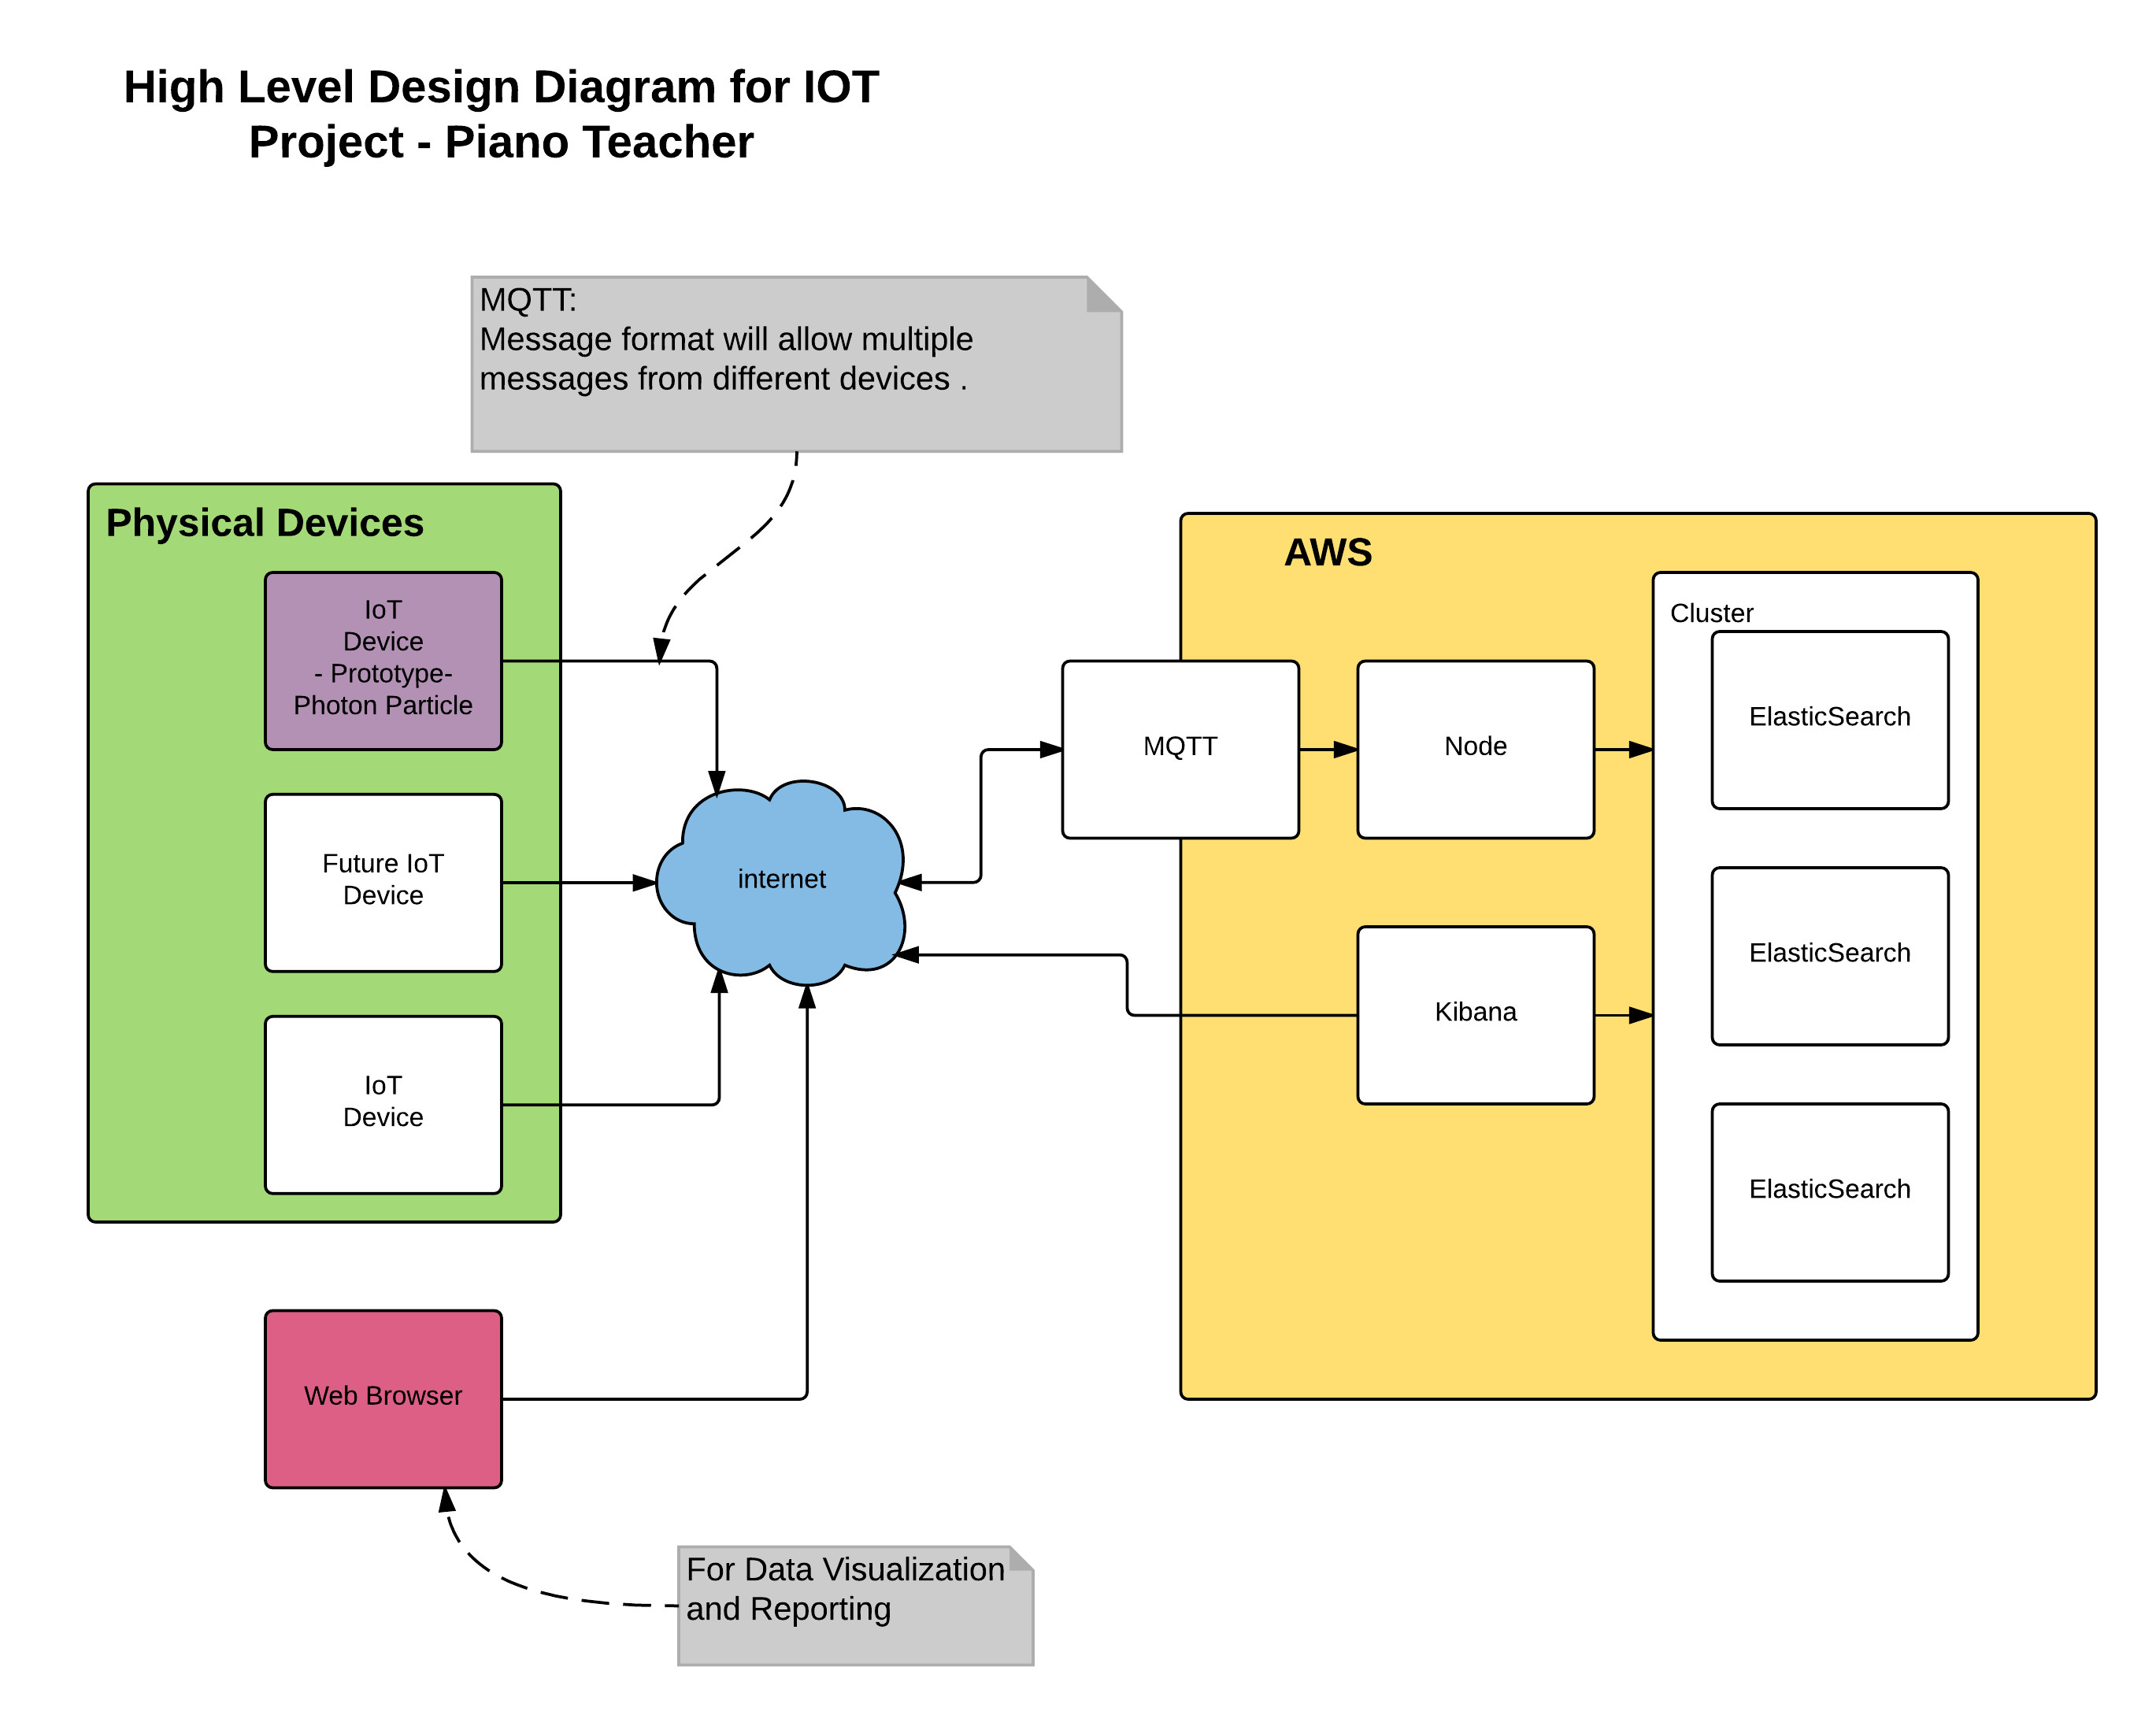 High Level Design Diagram for IOT
Project - Piano Teacher
MQTT:
Message format will allow multiple
messages from different devices .
Physical Devices
IoT
Device
- Prototype-
Photon Particle
Future IoT
Device
IoT
Device
internet
AWS
MQTT
Node
Kibana
Cluster
ElasticSearch
ElasticSearch
ElasticSearch
Web Browser
For Data Visualization
and Reporting